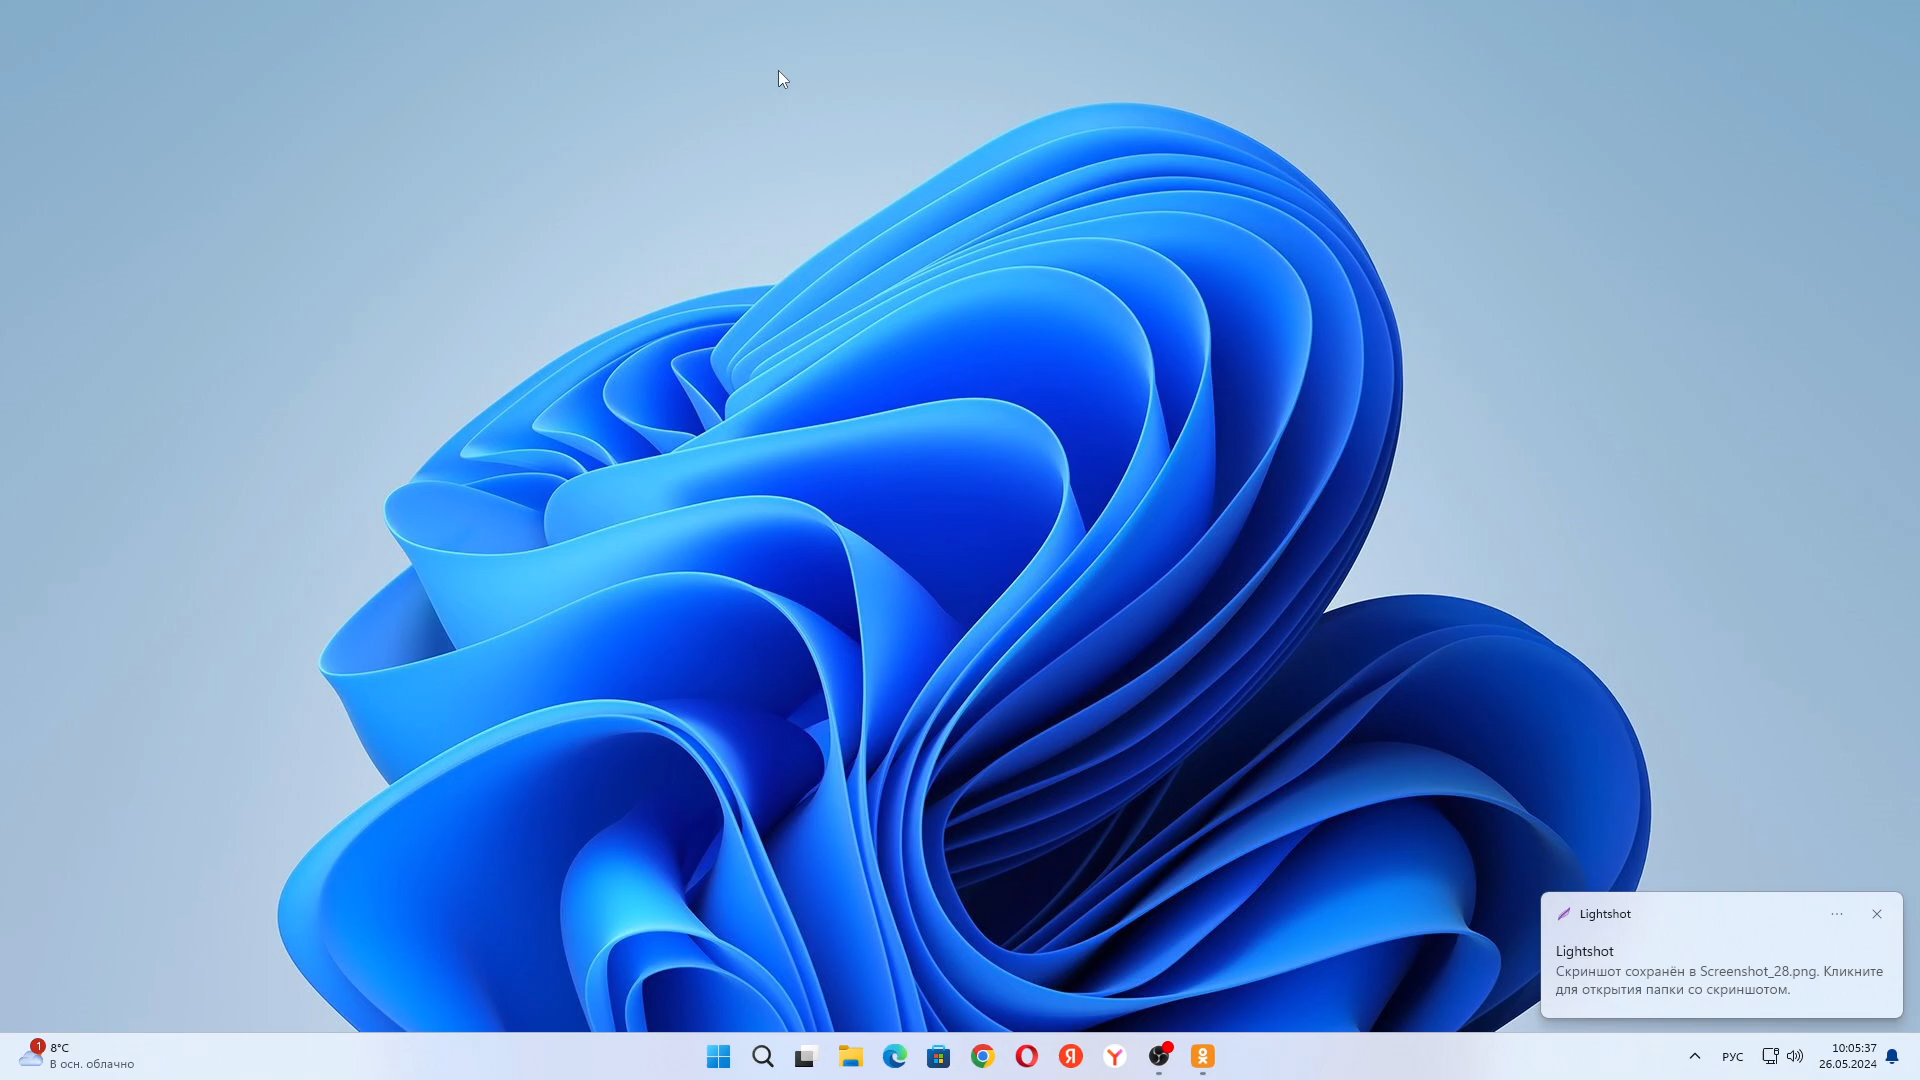 Lightshot
Lightshot
Скриншот сохранён в Screenshot_28.png. Кликните
для открытия папки со скриншотом.
1
8°C
В осн. облачно
РУС
10:05:37
26.05.2024